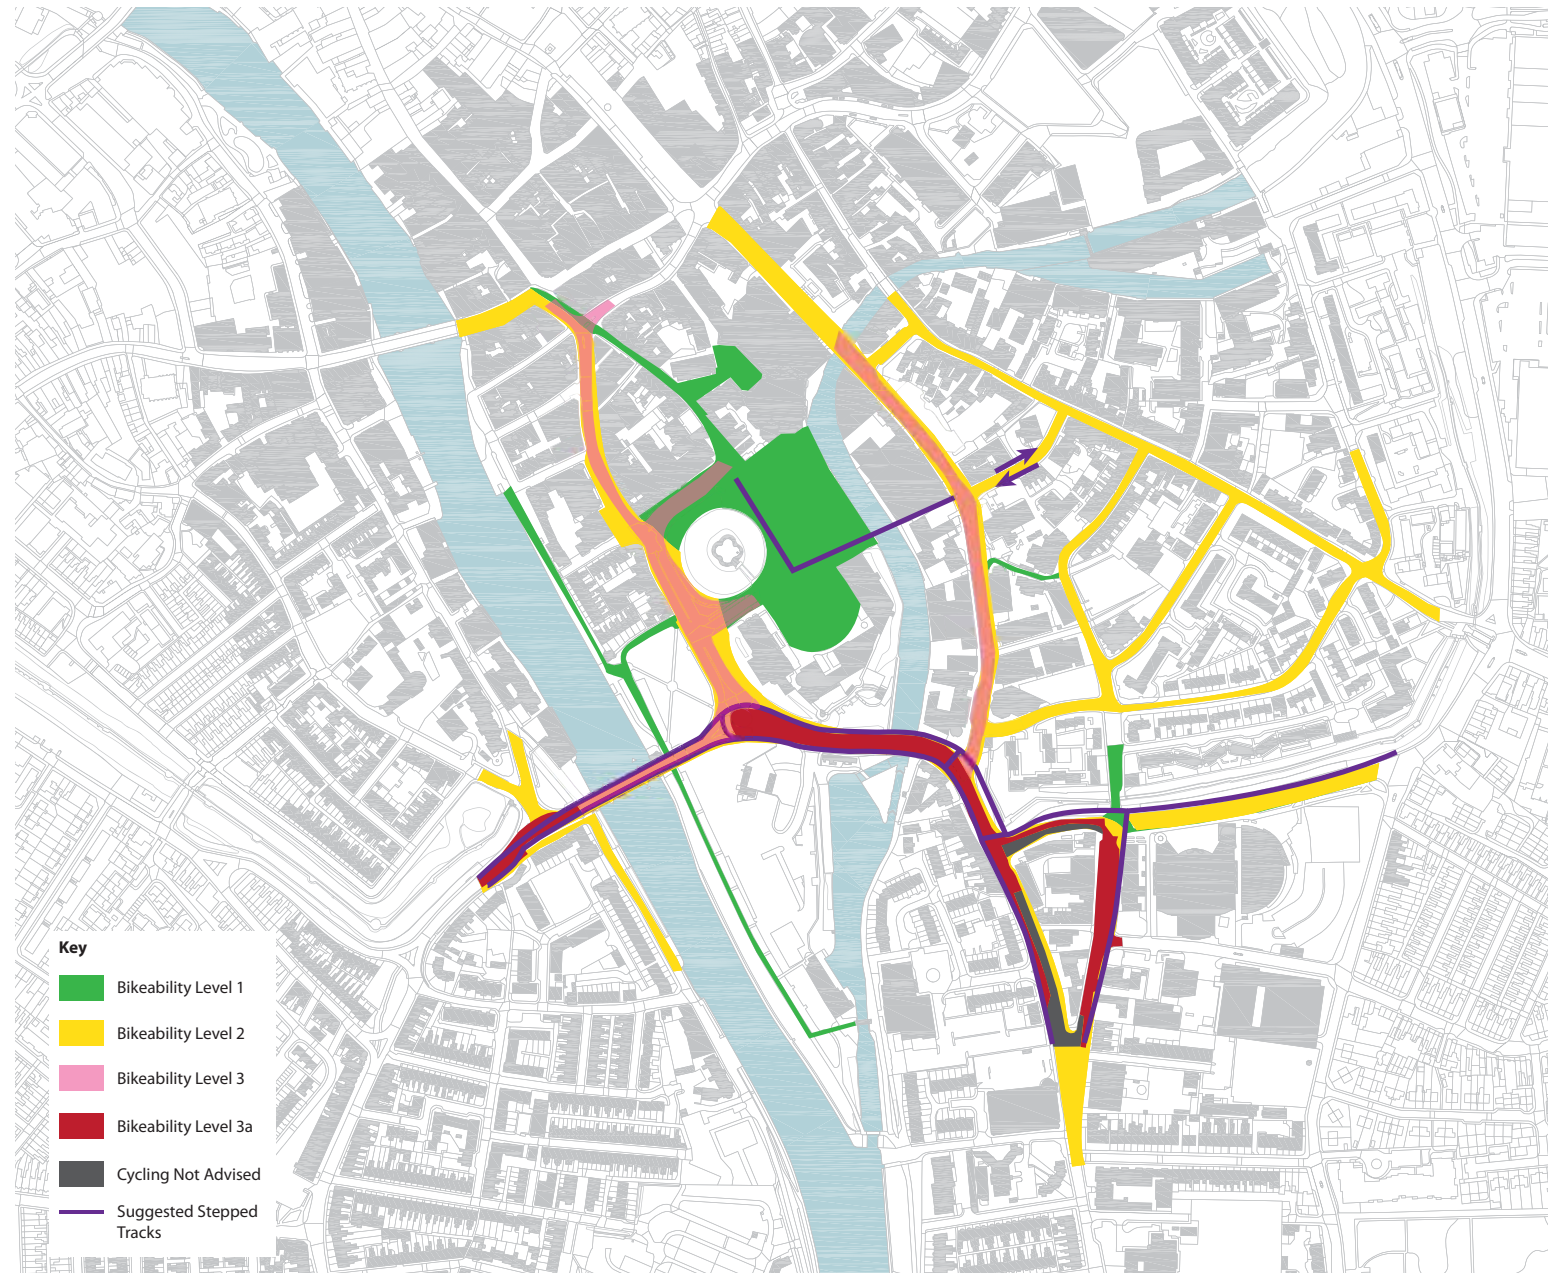 Key
Bikeability Level 1
Bikeability Level 2
Bikeability Level 3
Bikeability Level 3a
Cycling Not Advised
Suggested Stepped
Tracks